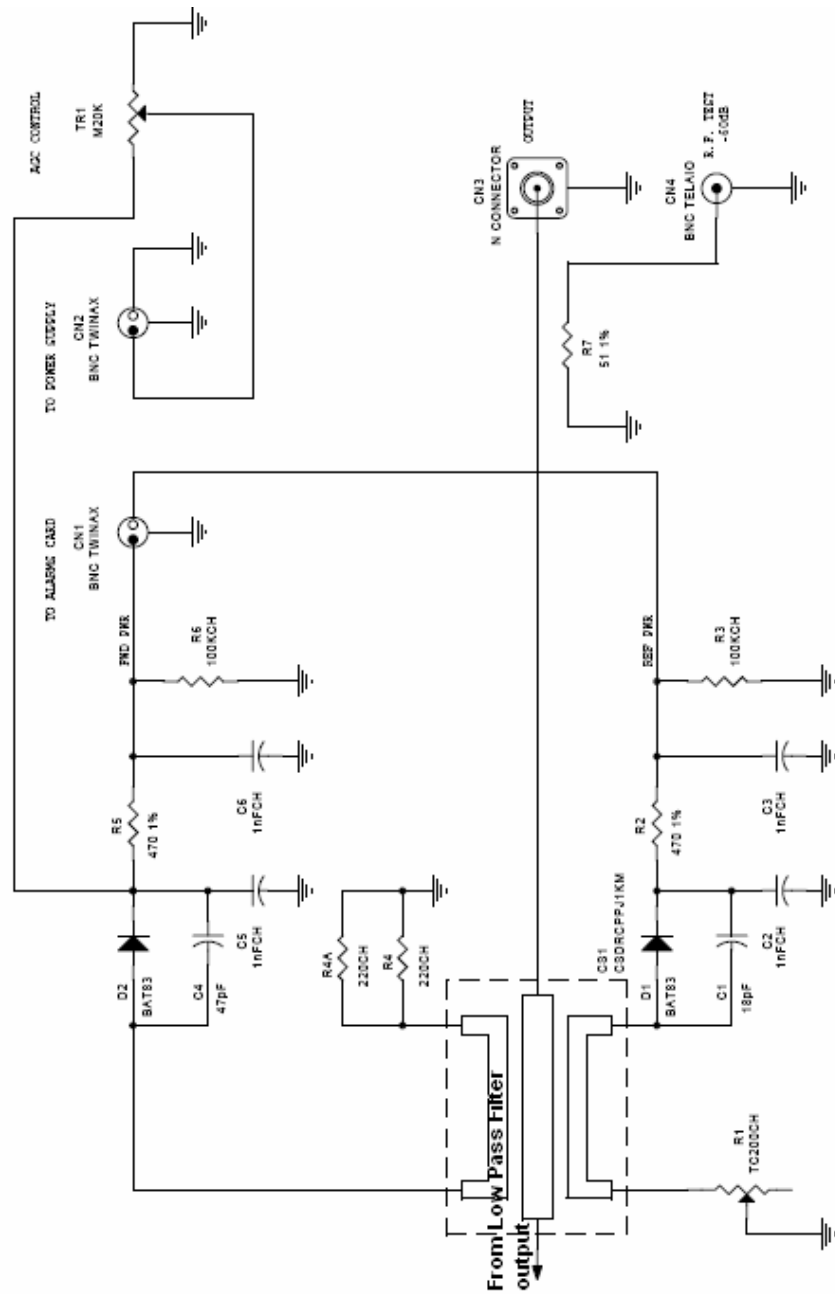 AGC CONTROL
TR1
M20K
TO POWER SUPPLY
CN2
BNC TWINAX
TO ALARMS CARD
CN1
BNC TWINAX
FWD PWR
R6
100KCH
R5
470 1%
C6
1nFCH
C5
1nFCH
D2
BAT83
C4
47pF
R4A
220CH
R4
220CH
CN3
N CONNECTOR
OUTPUT
R.F. TEST
-60dB
CN4
BNC TELAIO
R7
51 1%
REF PWR
R3
100KCH
R2
470 1%
C3
1nFCH
C2
1nFCH
D1
BAT83
C1
18pF
CS1
CSDRCPPJ1KM
From Low Pass Filter
output
R1
TC200CH